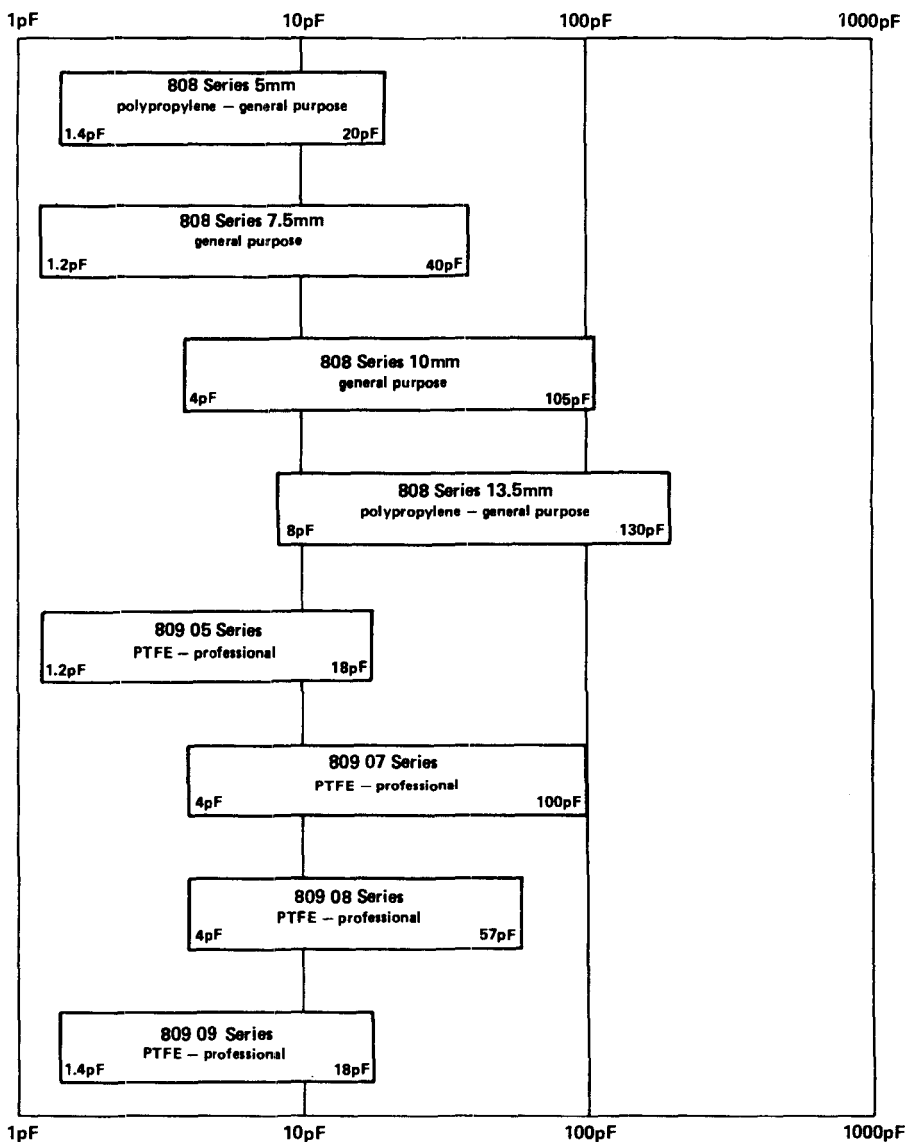 1pF 10pF 100pF 1000pF
808 Series 5mm
polypropylene — general purpose
1.4pF 20pF
808 Series 7.5mm
general purpose
1.2pF 40pF
808 Series 10mm
general purpose
4pF 105pF
808 Series 13.5mm
polypropylene — general purpose
8pF 130pF
809 05 Series
PTFE — professional
1.2pF 18pF
809 07 Series
PTFE — professional
4pF 100pF
809 08 Series
PTFE — professional
4pF 57pF
809 09 Series
PTFE — professional
1.4pF 18pF
1pF 10pF 100pF 1000pF